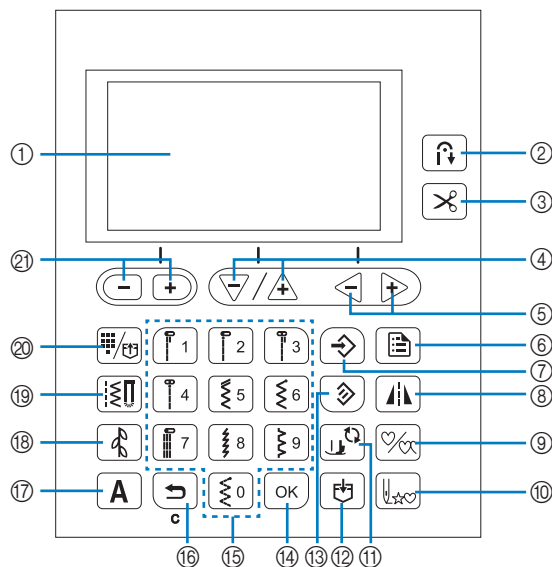 ①
②
③
㉑ − + − / + − + ④
⑤
⑳ 1 2 3 ⑥
⑦
⑲ 4 5 6 ⑧
⑱ 7 8 9 ⑨
⑰ A 0 OK ⑩
c
⑯ ⑮ ⑭ ⑬ ⑫ ⑪